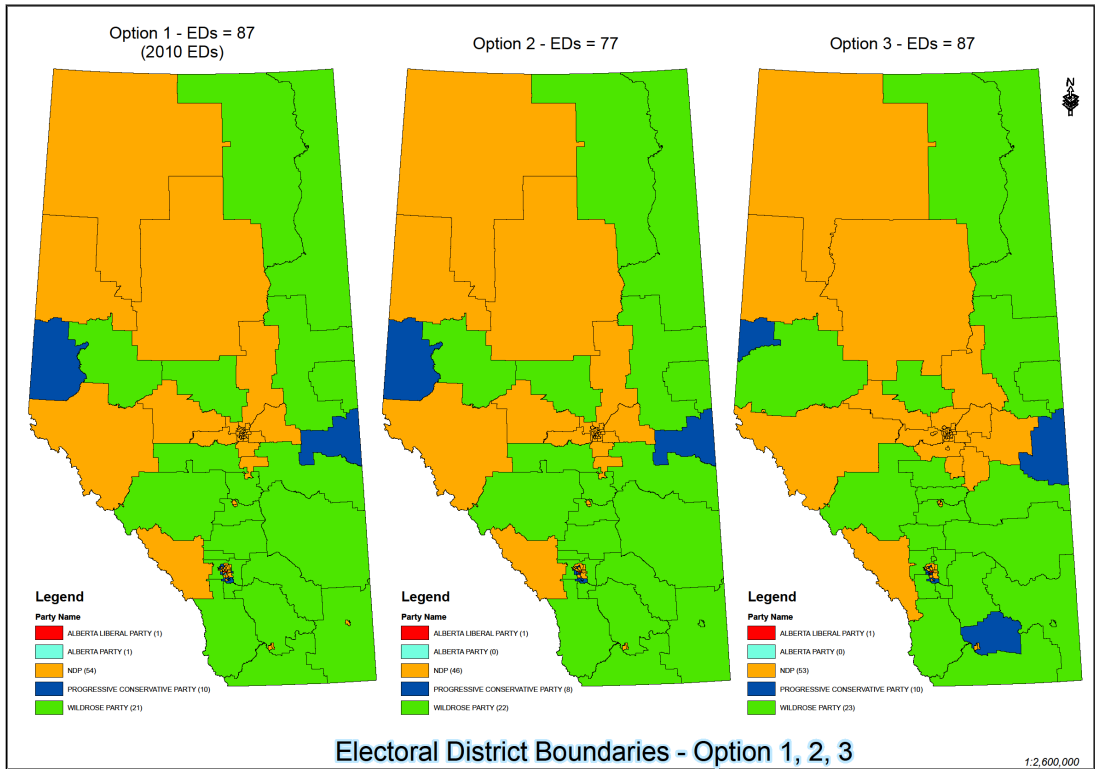 Option 1 - EDs = 87
(2010 EDs)
Option 2 - EDs = 77
Option 3 - EDs = 87
N
Legend
Party Name
ALBERTA LIBERAL PARTY (1)
ALBERTA PARTY (1)
NDP (54)
PROGRESSIVE CONSERVATIVE PARTY (10)
WILDROSE PARTY (21)
Legend
Party Name
ALBERTA LIBERAL PARTY (1)
ALBERTA PARTY (0)
NDP (46)
PROGRESSIVE CONSERVATIVE PARTY (8)
WILDROSE PARTY (22)
Legend
Party Name
ALBERTA LIBERAL PARTY (1)
ALBERTA PARTY (0)
NDP (53)
PROGRESSIVE CONSERVATIVE PARTY (10)
WILDROSE PARTY (23)
Electoral District Boundaries - Option 1, 2, 3
1:2,600,000